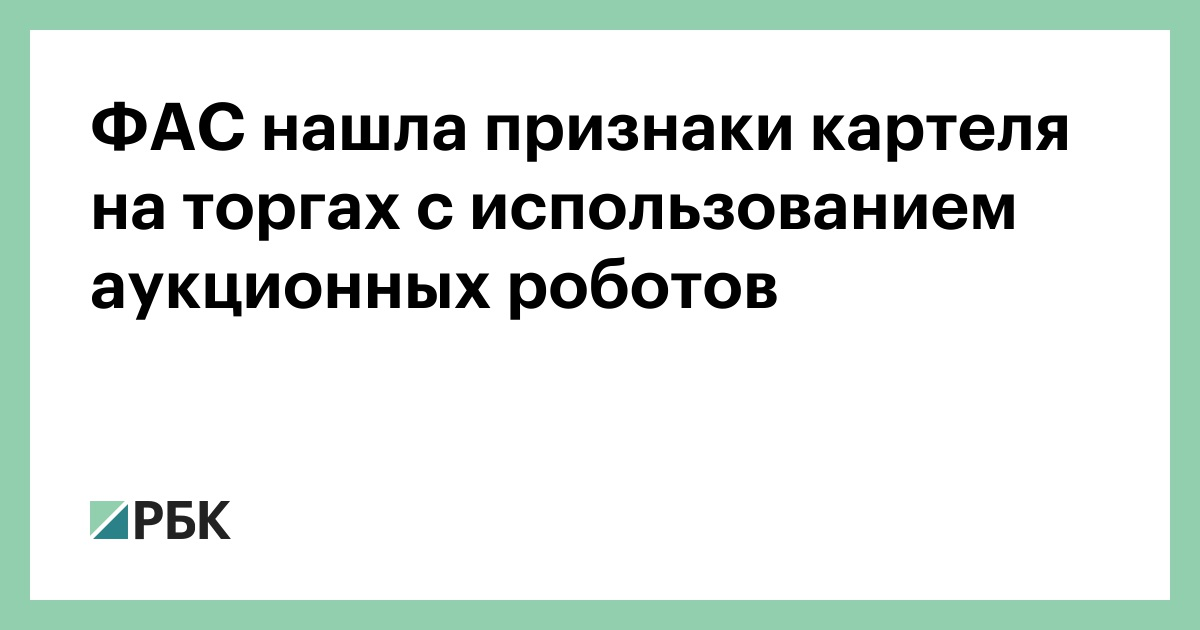 ФАС нашла признаки картеля
на торгах с использованием
аукционных роботов
РБК